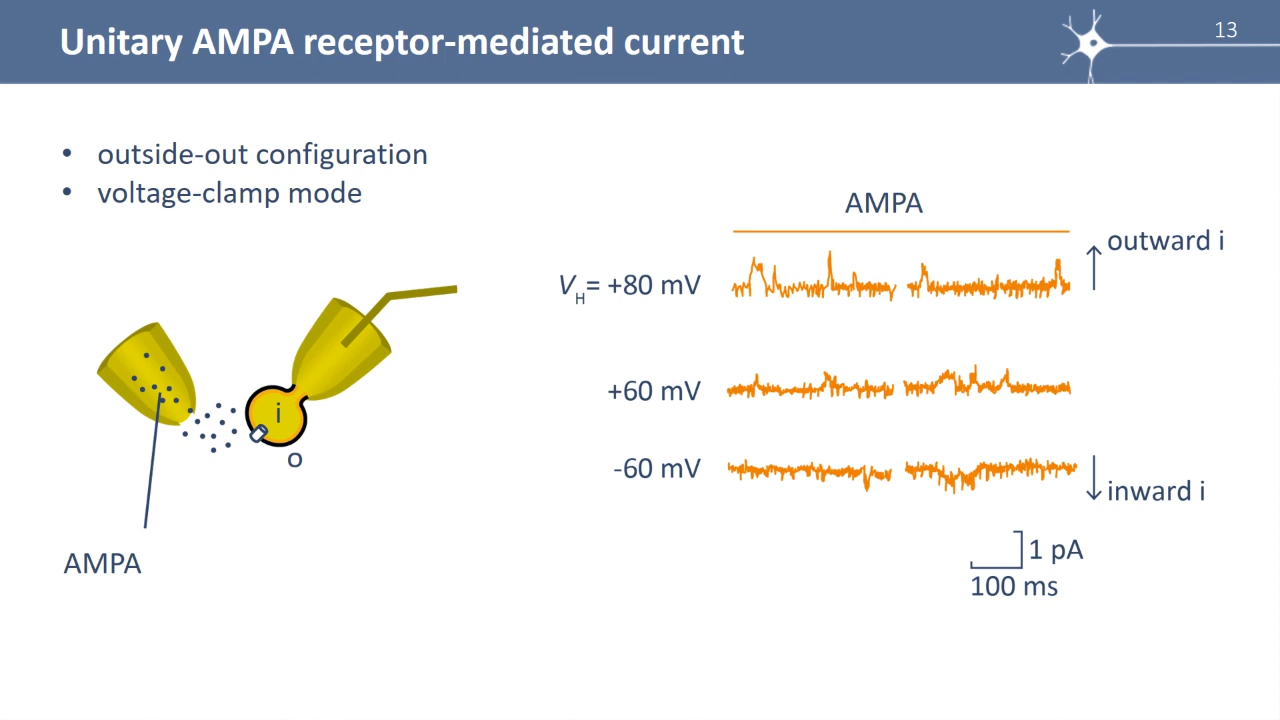 Unitary AMPA receptor-mediated current
13
• outside-out configuration
• voltage-clamp mode
AMPA
outward i
VH= +80 mV
+60 mV
-60 mV
inward i
1 pA
100 ms
i
o
AMPA